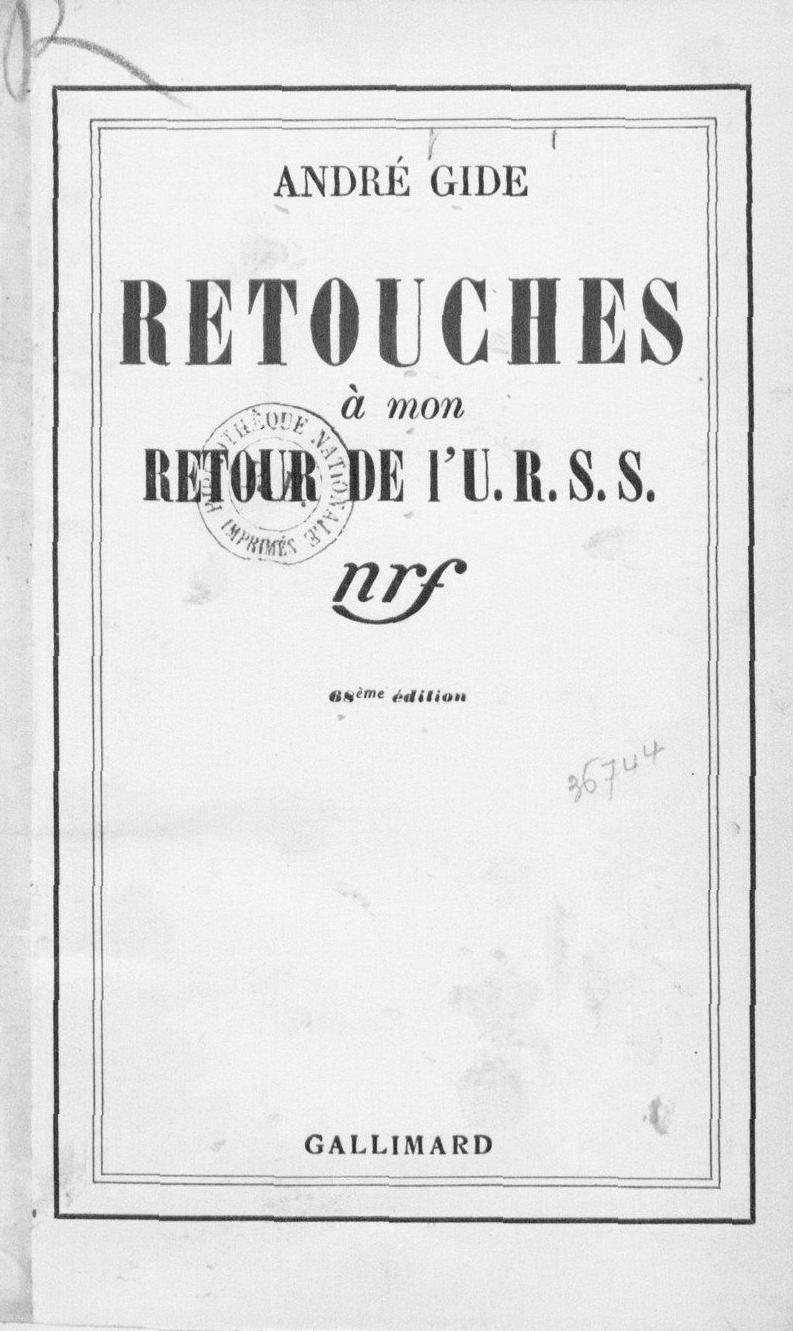 ANDRÉ GIDE
RETOUCHES
à mon
RETOUR DE l'U. R. S. S.
BIBLIOTHÈQUE NATIONALE
IMPRIMÉS
nrf
68ème édition
36744
GALLIMARD